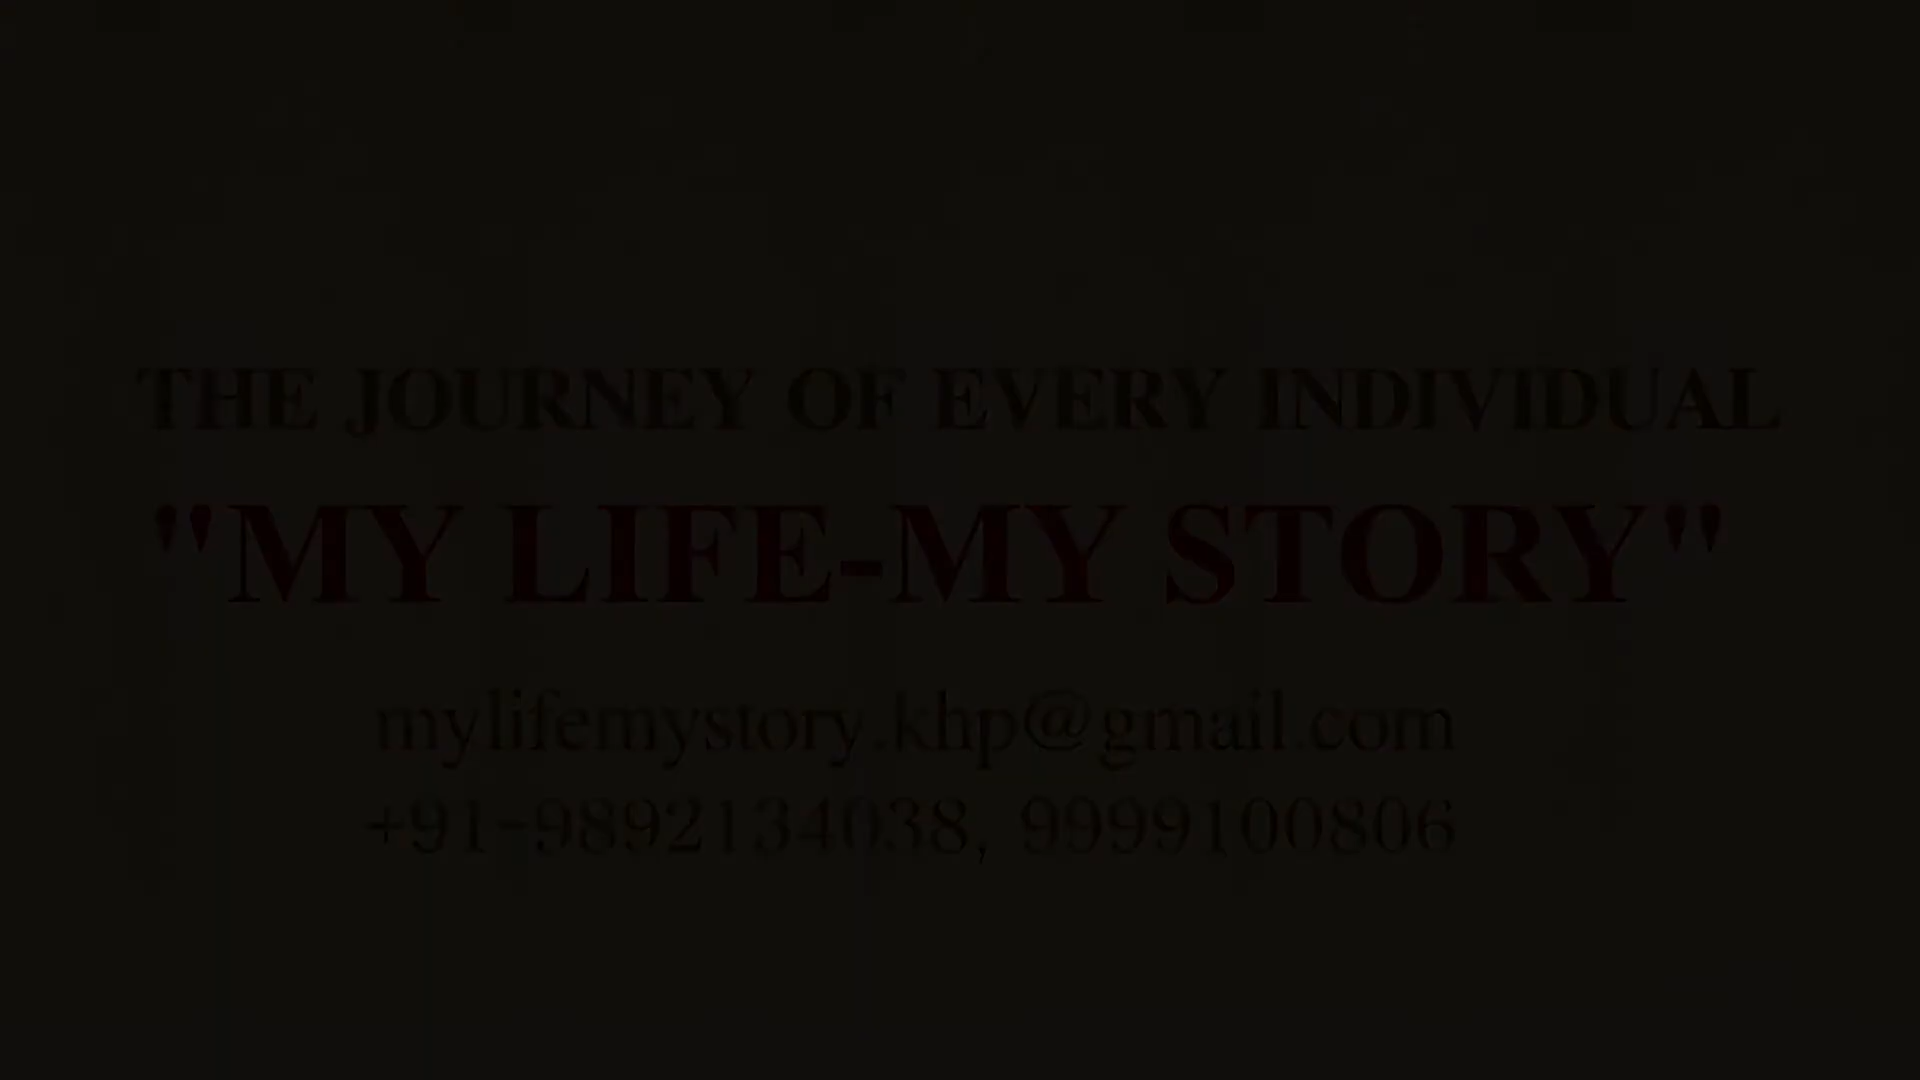 THE JOURNEY OF EVERY INDIVIDUAL
"MY LIFE-MY STORY"
mylifemystory.khp@gmail.com
+91-9892134038, 9999100806